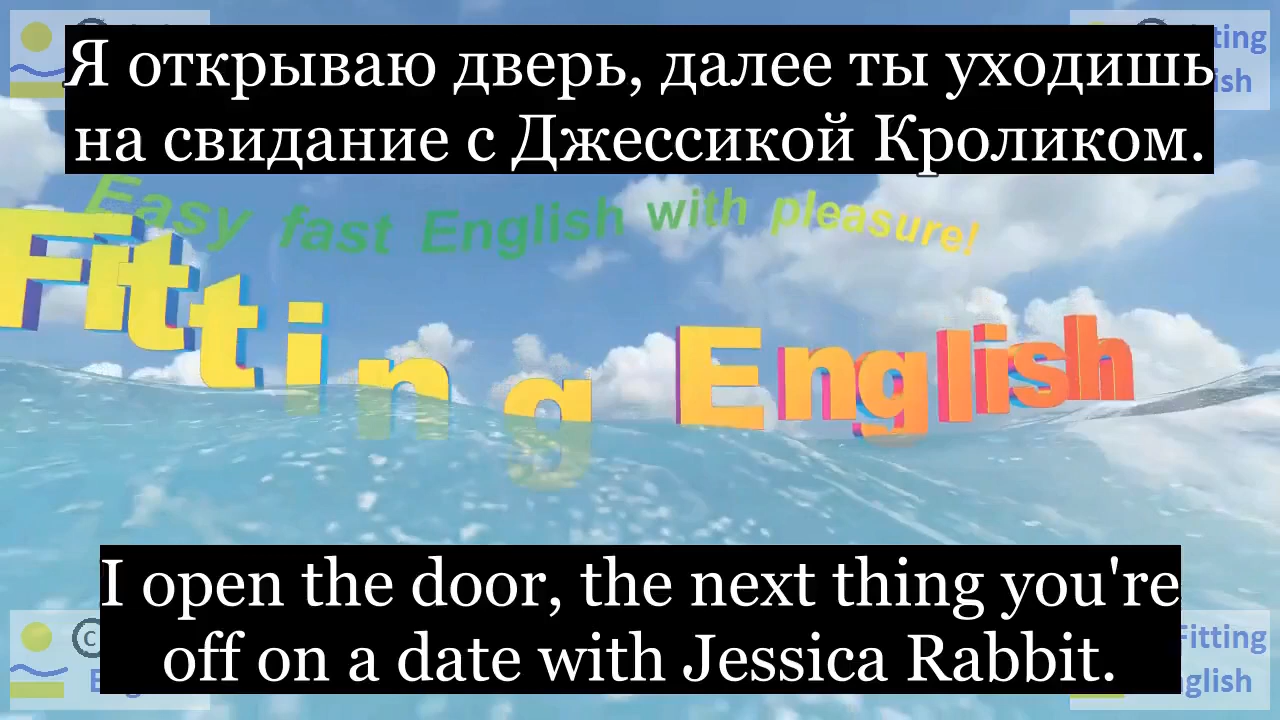 Я открываю дверь, далее ты уходишь
на свидание с Джессикой Кроликом.
Easy fast English with pleasure!
Fitting English
I open the door, the next thing you're
off on a date with Jessica Rabbit.
©
Fitting